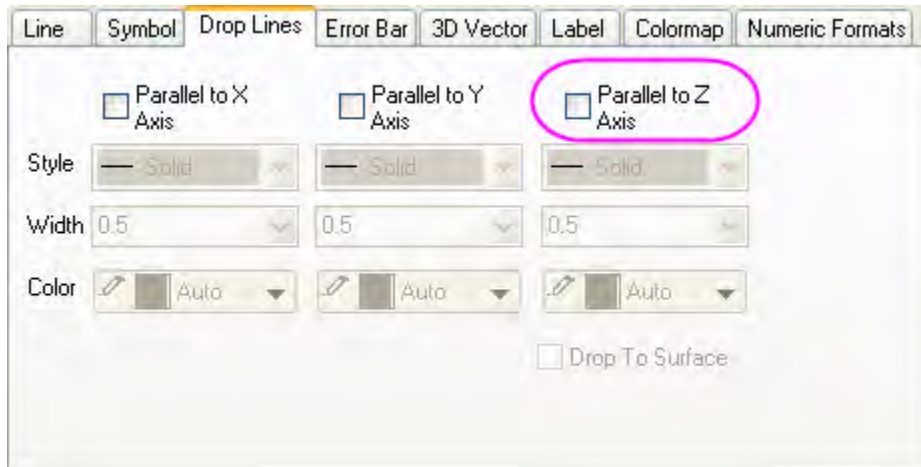 Line Symbol Drop Lines Error Bar 3D Vector Label Colormap Numeric Formats
Parallel to X Axis Parallel to Y Axis Parallel to Z Axis
Style Solid Solid Solid
Width 0.5 0.5 0.5
Color Auto Auto Auto
Drop To Surface